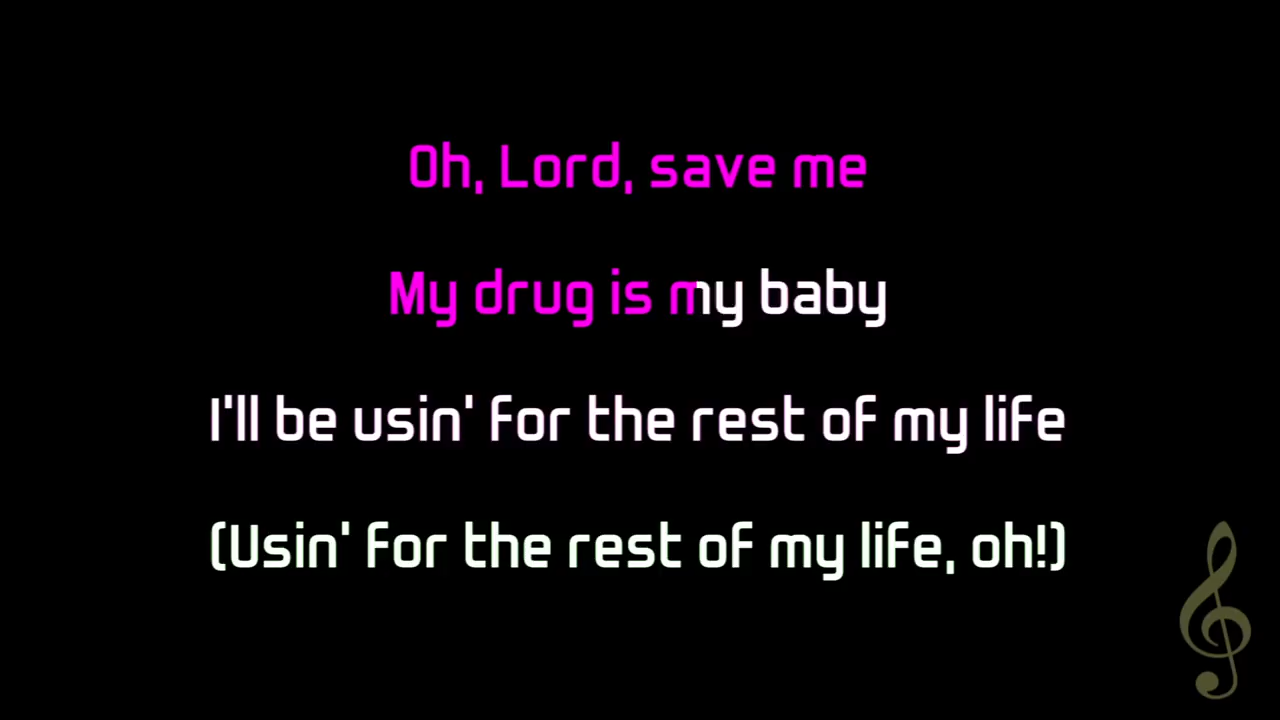 Oh, Lord, save me
My drug is my baby
I'll be usin' for the rest of my life
(Usin' for the rest of my life, oh!)